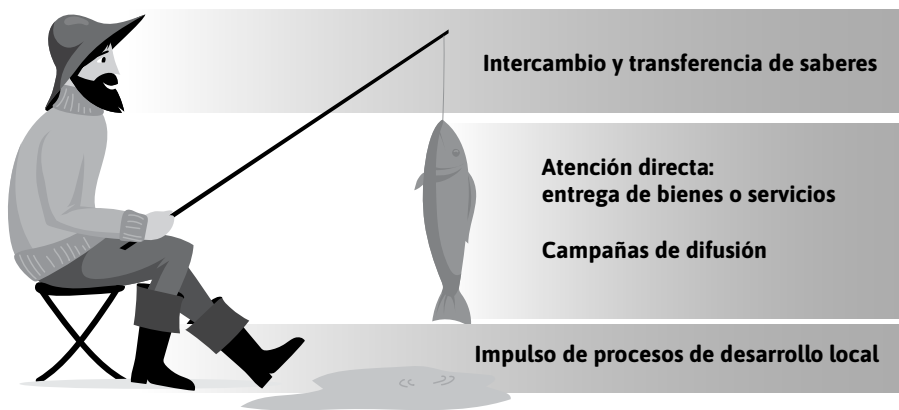 Intercambio y transferencia de saberes
Atención directa:
entrega de bienes o servicios
Campañas de difusión
Impulso de procesos de desarrollo local